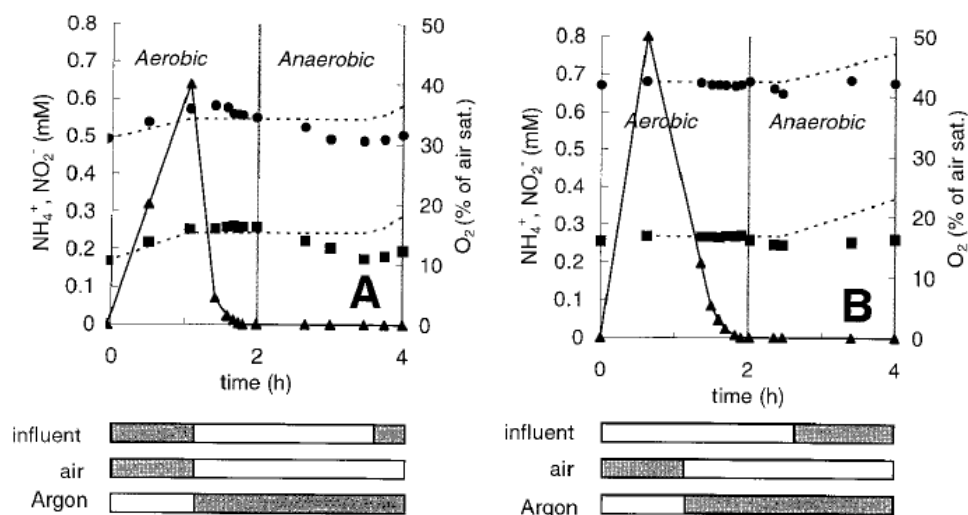 0.8
0.7
0.6
0.5
0.4
0.3
0.2
0.1
0
NH₄⁺, NO₂⁻ (mM)
Aerobic
Anaerobic
A
50
40
30
20
10
0
O₂ (% of air sat.)
0 2 4
time (h)
influent
air
Argon
0.8
0.7
0.6
0.5
0.4
0.3
0.2
0.1
0
NH₄⁺, NO₂⁻ (mM)
Aerobic
Anaerobic
B
50
40
30
20
10
0
O₂ (% of air sat.)
0 2 4
time (h)
influent
air
Argon